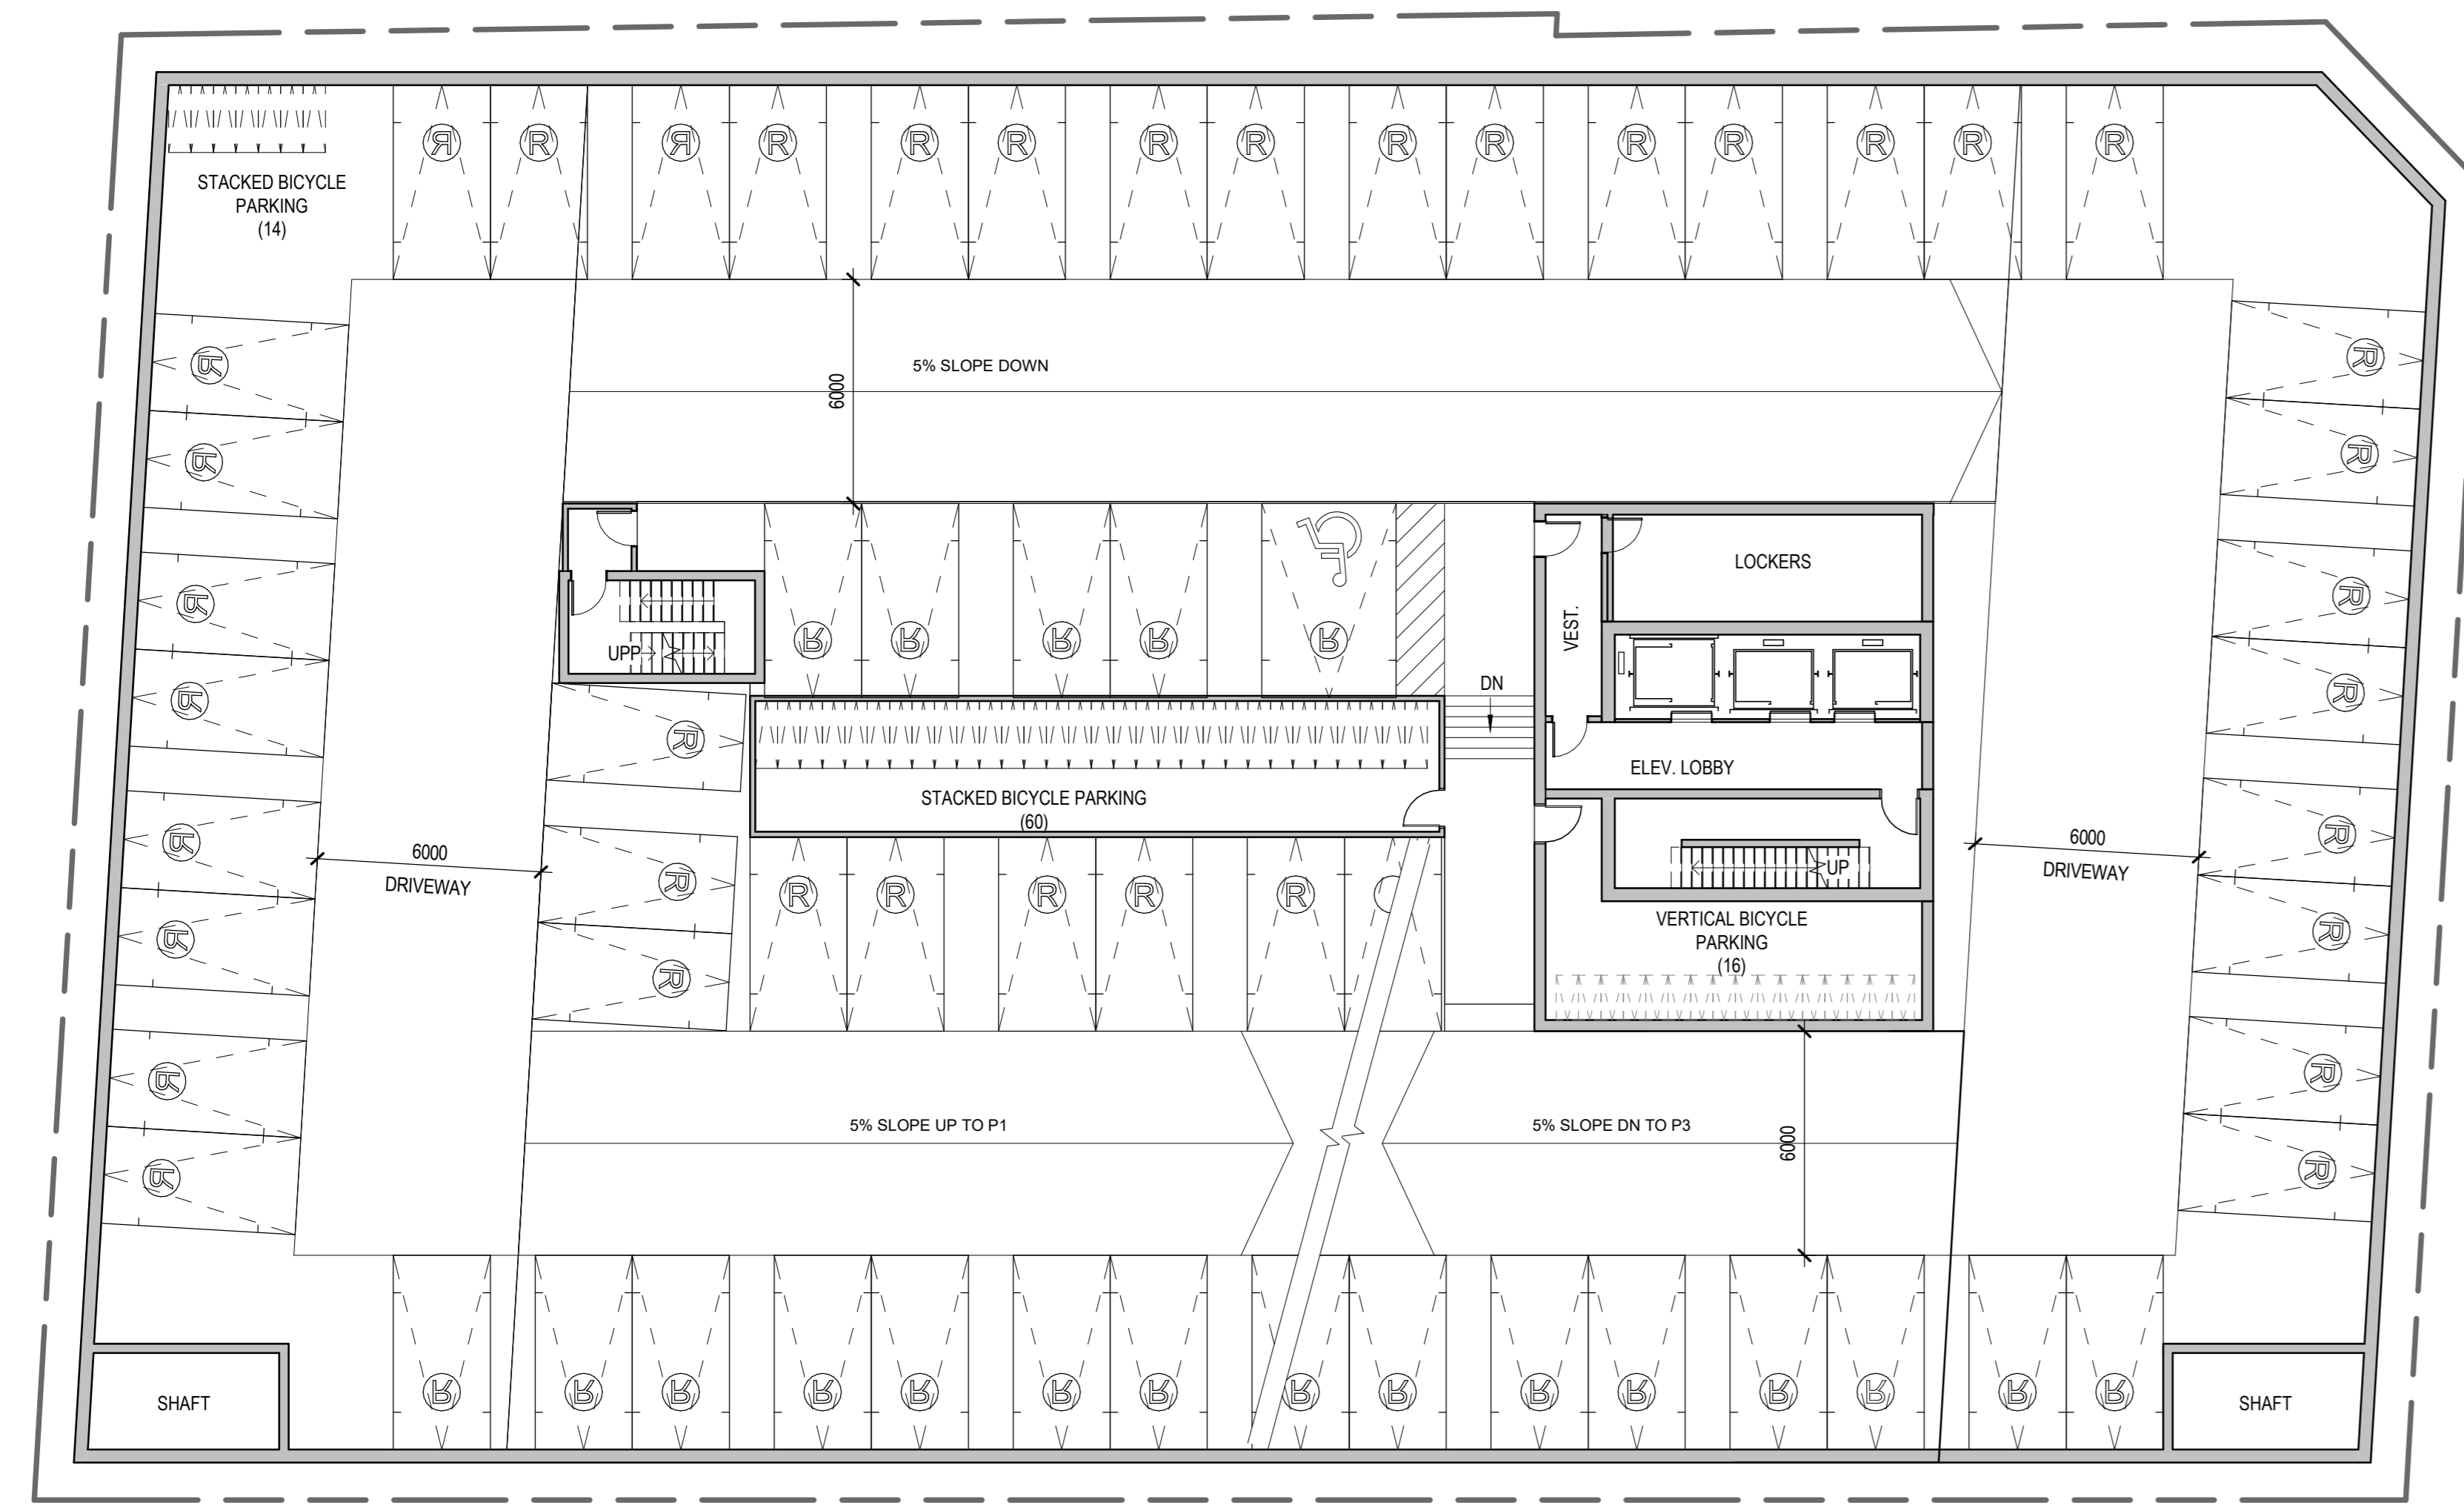 R R R R R R R R R R R R R R R
STACKED BICYCLE
PARKING
(14)
R
R
5% SLOPE DOWN
6000
R
R
LOCKERS
R
R
VEST.
R R R R R
UPP
R
R
DN
R
R
R
STACKED BICYCLE PARKING
(60)
ELEV. LOBBY
6000
DRIVEWAY
R
R
6000
DRIVEWAY
R
R
R R R R R
UP
VERTICAL BICYCLE
PARKING
(16)
R
R
R
R
R
5% SLOPE UP TO P1
5% SLOPE DN TO P3
6000
R
R
SHAFT
R R R R R R R R R R R R R R R
SHAFT